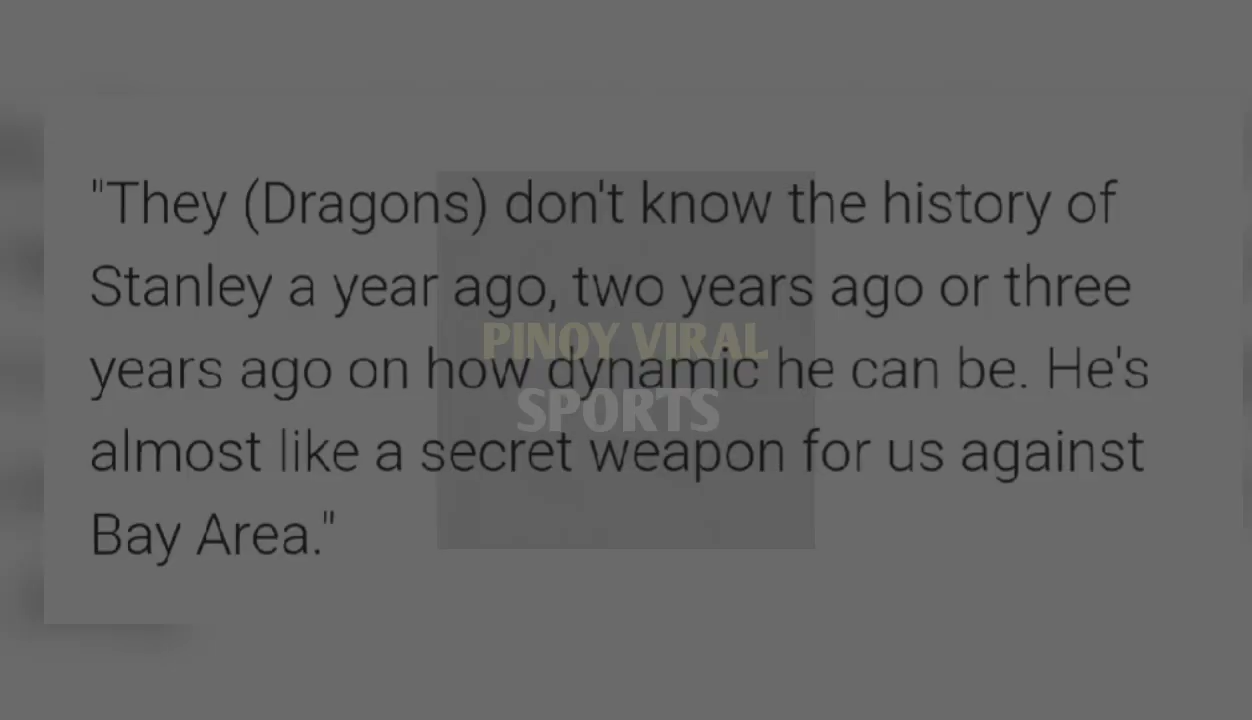 "They (Dragons) don't know the history of
Stanley a year ago, two years ago or three
years ago on how dynamic he can be. He's
almost like a secret weapon for us against
Bay Area."
PINOY VIRAL
SPORTS